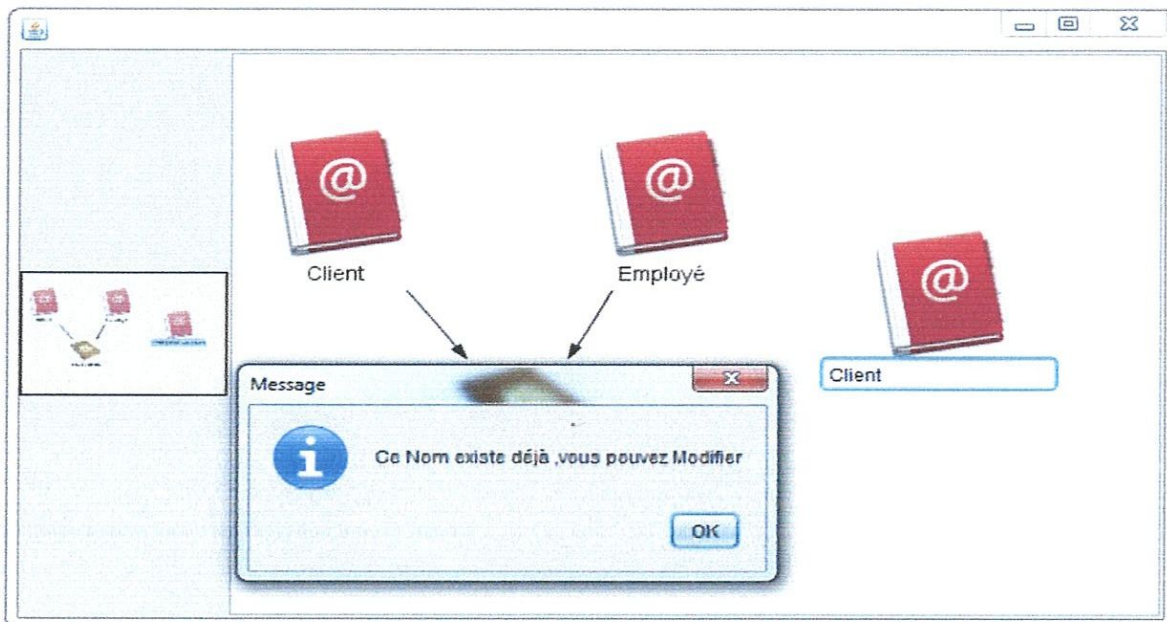 Client
Employé
Client
Message
Ce Nom existe déjà ,vous pouvez Modifier
OK